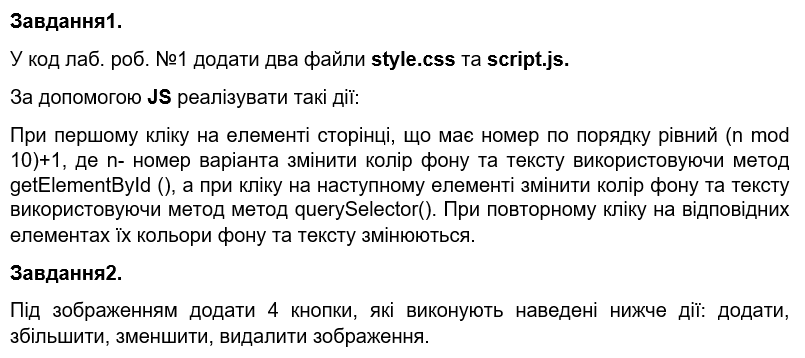 Завдання1.
У код лаб. роб. №1 додати два файли style.css та script.js.
За допомогою JS реалізувати такі дії:
При першому кліку на елементі сторінці, що має номер по порядку рівний (n mod
10)+1, де n- номер варіанта змінити колір фону та тексту використовуючи метод
getElementById (), а при кліку на наступному елементі змінити колір фону та тексту
використовуючи метод метод querySelector(). При повторному кліку на відповідних
елементах їх кольори фону та тексту змінюються.
Завдання2.
Під зображенням додати 4 кнопки, які виконують наведені нижче дії: додати,
збільшити, зменшити, видалити зображення.